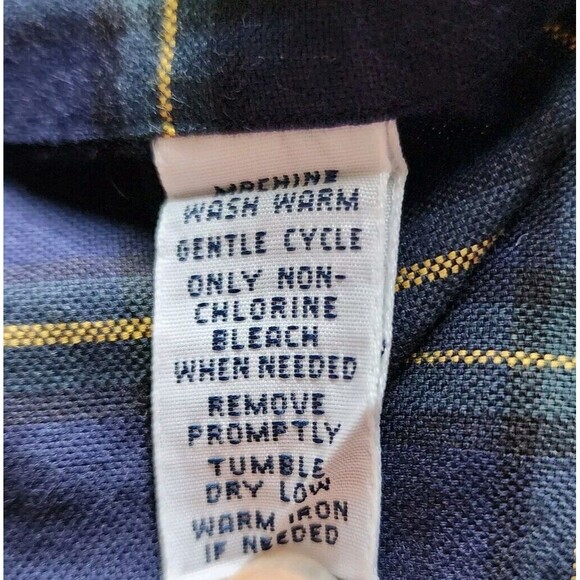 MACHINE
WASH WARM
GENTLE CYCLE
ONLY NON-
CHLORINE
BLEACH
WHEN NEEDED
REMOVE
PROMPTLY
TUMBLE
DRY LOW
WARM IRON
IF NEEDED